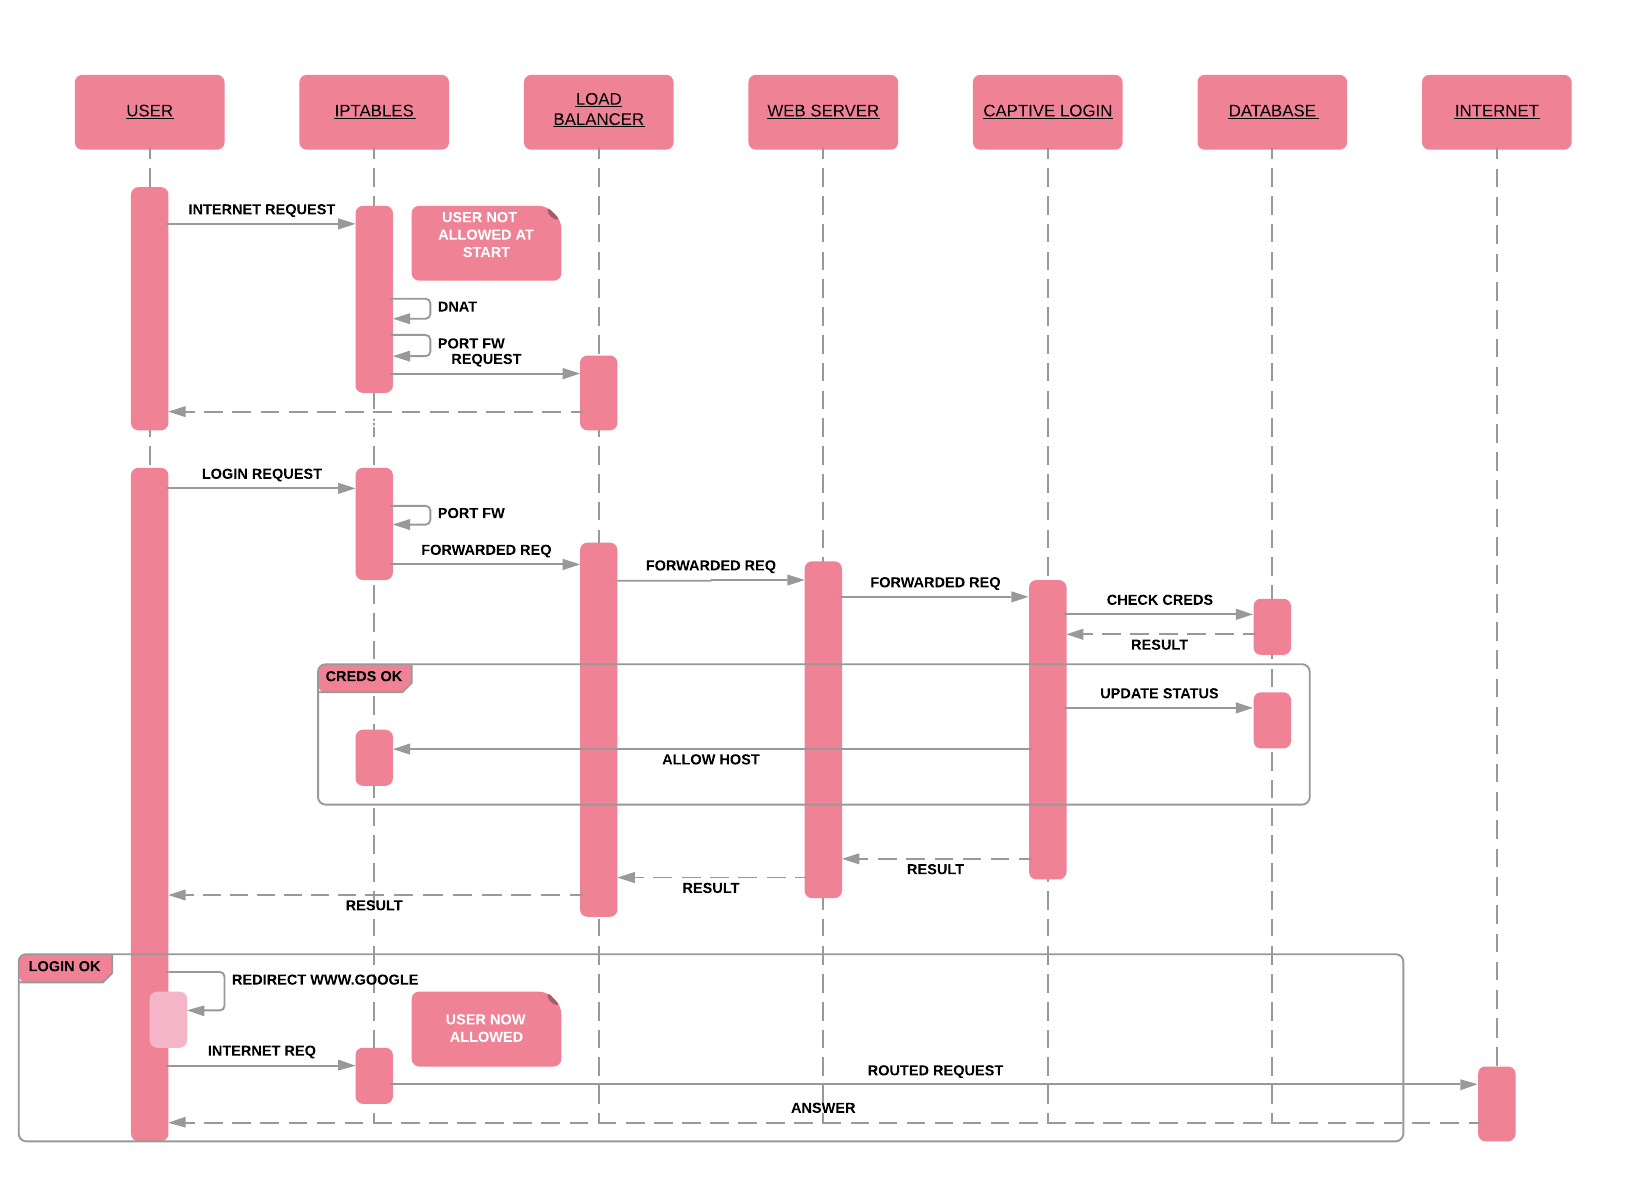 USER
IPTABLES
LOAD
BALANCER
WEB SERVER
CAPTIVE LOGIN
DATABASE
INTERNET
INTERNET REQUEST
USER NOT
ALLOWED AT
START
DNAT
PORT FW
REQUEST
LOGIN REQUEST
PORT FW
FORWARDED REQ
FORWARDED REQ
FORWARDED REQ
CHECK CREDS
RESULT
CREDS OK
UPDATE STATUS
ALLOW HOST
RESULT
RESULT
RESULT
LOGIN OK
REDIRECT WWW.GOOGLE
USER NOW
ALLOWED
INTERNET REQ
ROUTED REQUEST
ANSWER